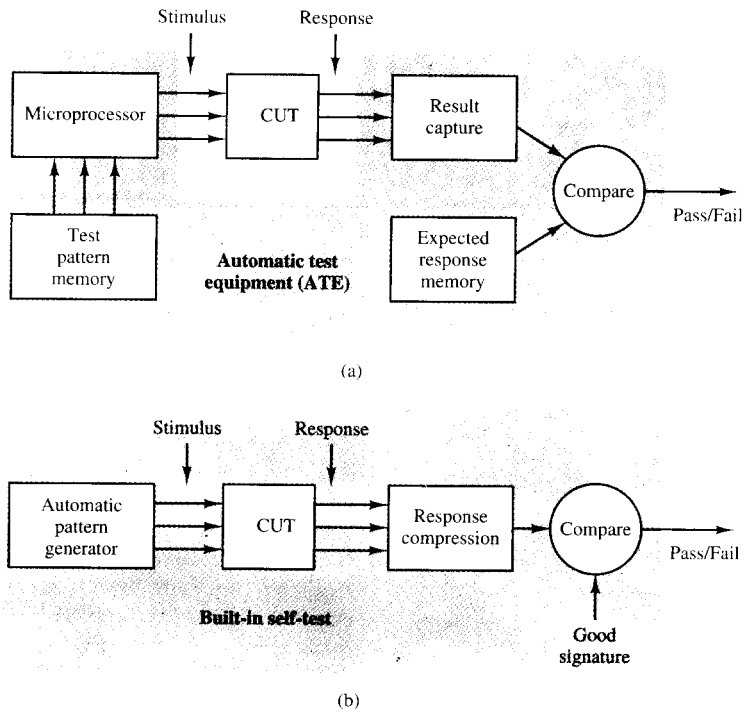 Stimulus
Response
Microprocessor
CUT
Result
capture
Compare
Pass/Fail
Test
pattern
memory
Automatic test
equipment (ATE)
Expected
response
memory
(a)
Stimulus
Response
Automatic
pattern
generator
CUT
Response
compression
Compare
Pass/Fail
Built-in self-test
Good
signature
(b)